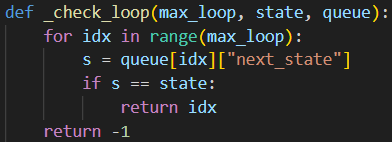 def _check_loop(max_loop, state, queue):
    for idx in range(max_loop):
        s = queue[idx]["next_state"]
        if s == state:
            return idx
    return -1